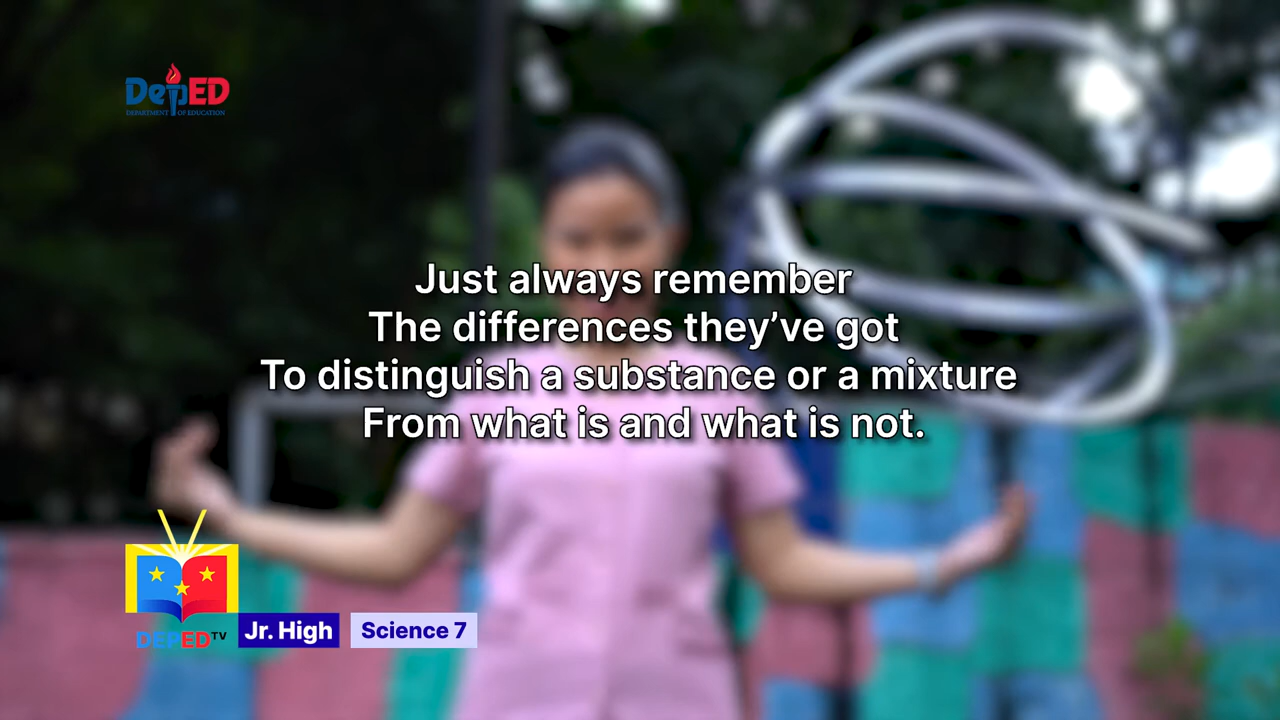 DepED
DEPARTMENT OF EDUCATION
Just always remember
The differences they’ve got
To distinguish a substance or a mixture
From what is and what is not.
DEPED TV
Jr. High
Science 7